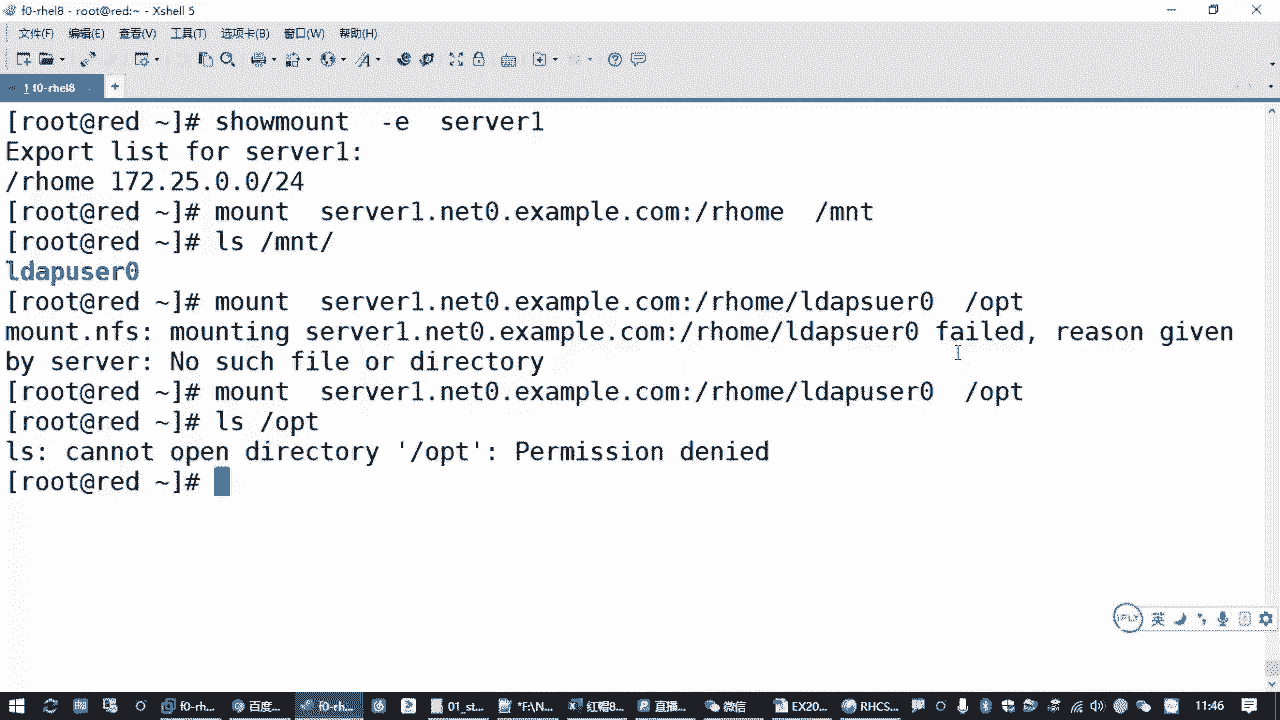 f0-rhel8 - root@red:~ - Xshell 5
文件(F) 编辑(E) 查看(V) 工具(T) 选项卡(B) 窗口(W) 帮助(H)
1 f0-rhel8
[root@red ~]# showmount  -e  server1
Export list for server1:
/rhome 172.25.0.0/24
[root@red ~]# mount  server1.net0.example.com:/rhome  /mnt
[root@red ~]# ls /mnt/
ldapuser0
[root@red ~]# mount  server1.net0.example.com:/rhome/ldapsuer0  /opt
mount.nfs: mounting server1.net0.example.com:/rhome/ldapsuer0 failed, reason given
by server: No such file or directory
[root@red ~]# mount  server1.net0.example.com:/rhome/ldapuser0  /opt
[root@red ~]# ls /opt
ls: cannot open directory '/opt': Permission denied
[root@red ~]#
iFLY 英
f0-rh... 百度... f0-rh... 01_st... *F:\N... 红帽8... 直播... 微信 EX20... RHCS... 11:46